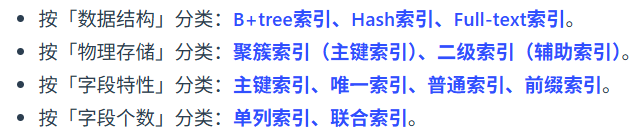 按「数据结构」分类：B+tree索引、Hash索引、Full-text索引。
按「物理存储」分类：聚簇索引（主键索引）、二级索引（辅助索引）。
按「字段特性」分类：主键索引、唯一索引、普通索引、前缀索引。
按「字段个数」分类：单列索引、联合索引。